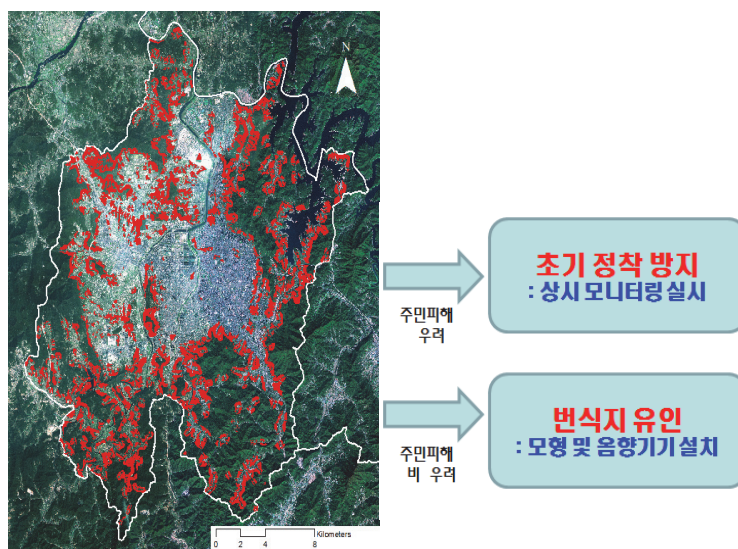 N
주민피해
우려
초기 정착 방지
: 상시 모니터링 실시
주민피해
비 우려
번식지 유인
: 모형 및 음향기기 설치
Kilometers
0 2 4 8